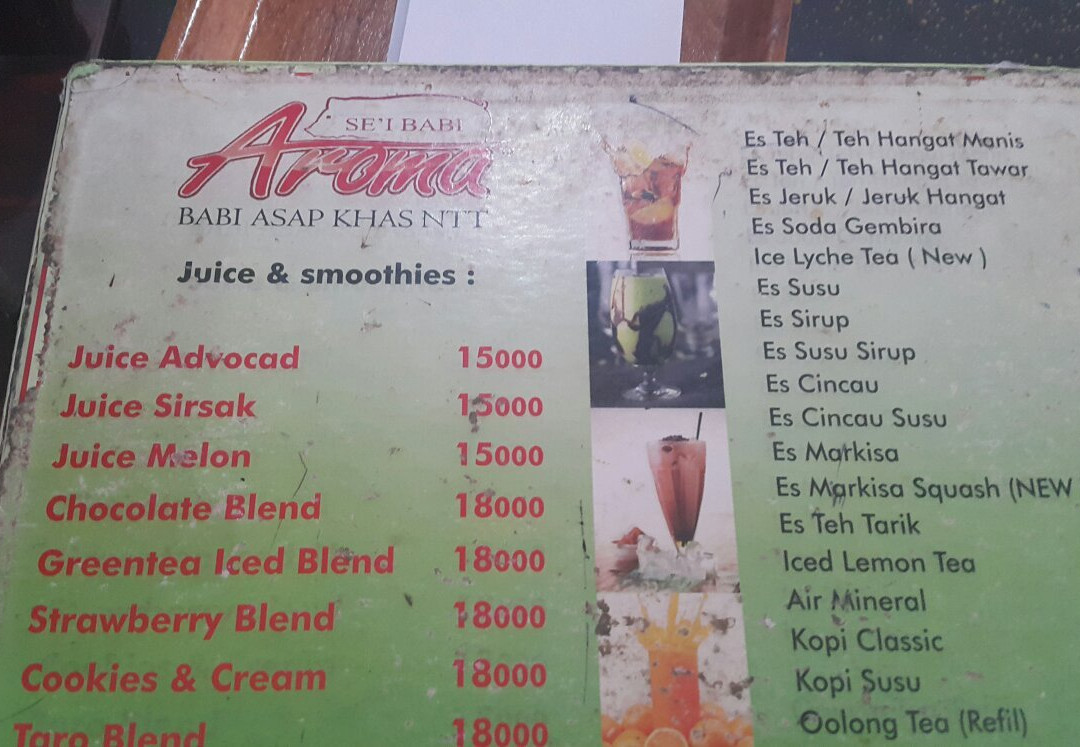 SE'I BABI
Aroma
BABI ASAP KHAS NTT
Juice & smoothies :
Juice Advocad 15000
Juice Sirsak 15000
Juice Melon 15000
Chocolate Blend 18000
Greentea Iced Blend 18000
Strawberry Blend 18000
Cookies & Cream 18000
Taro Blend 18000
Es Teh / Teh Hangat Manis
Es Teh / Teh Hangat Tawar
Es Jeruk / Jeruk Hangat
Es Soda Gembira
Ice Lyche Tea ( New )
Es Susu
Es Sirup
Es Susu Sirup
Es Cincau
Es Cincau Susu
Es Markisa
Es Markisa Squash (NEW
Es Teh Tarik
Iced Lemon Tea
Air Mineral
Kopi Classic
Kopi Susu
Oolong Tea (Refil)